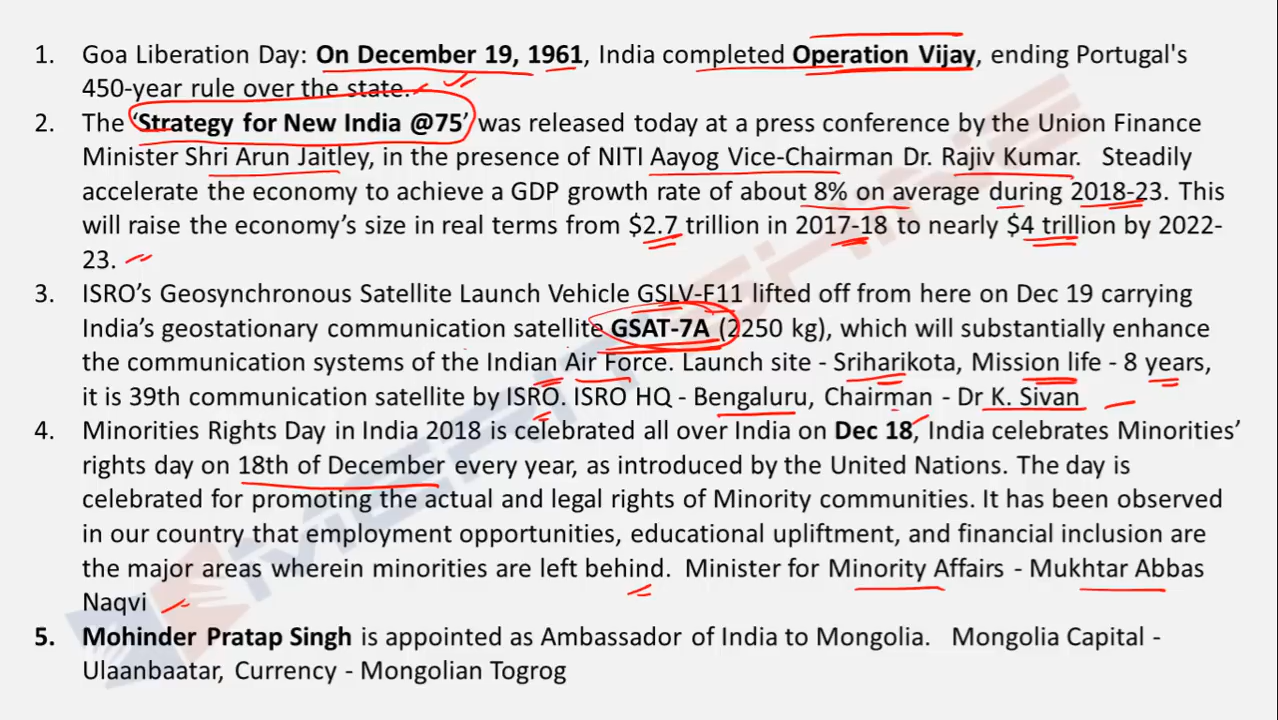 1. Goa Liberation Day: On December 19, 1961, India completed Operation Vijay, ending Portugal's
450-year rule over the state.
2. The 'Strategy for New India @75' was released today at a press conference by the Union Finance
Minister Shri Arun Jaitley, in the presence of NITI Aayog Vice-Chairman Dr. Rajiv Kumar. Steadily
accelerate the economy to achieve a GDP growth rate of about 8% on average during 2018-23. This
will raise the economy's size in real terms from $2.7 trillion in 2017-18 to nearly $4 trillion by 2022-
23.
3. ISRO's Geosynchronous Satellite Launch Vehicle GSLV-F11 lifted off from here on Dec 19 carrying
India's geostationary communication satellite GSAT-7A (2250 kg), which will substantially enhance
the communication systems of the Indian Air Force. Launch site - Sriharikota, Mission life - 8 years,
it is 39th communication satellite by ISRO. ISRO HQ - Bengaluru, Chairman - Dr K. Sivan
4. Minorities Rights Day in India 2018 is celebrated all over India on Dec 18, India celebrates Minorities'
rights day on 18th of December every year, as introduced by the United Nations. The day is
celebrated for promoting the actual and legal rights of Minority communities. It has been observed
in our country that employment opportunities, educational upliftment, and financial inclusion are
the major areas wherein minorities are left behind. Minister for Minority Affairs - Mukhtar Abbas
Naqvi
5. Mohinder Pratap Singh is appointed as Ambassador of India to Mongolia. Mongolia Capital -
Ulaanbaatar, Currency - Mongolian Togrog